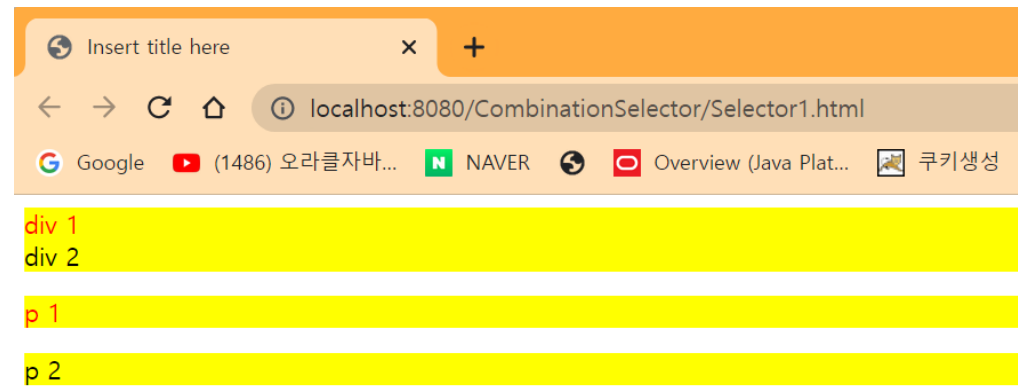 Insert title here
localhost:8080/CombinationSelector/Selector1.html
Google (1486) 오라클자바... NAVER Overview (Java Plat... 쿠키생성
div 1
div 2
p 1
p 2